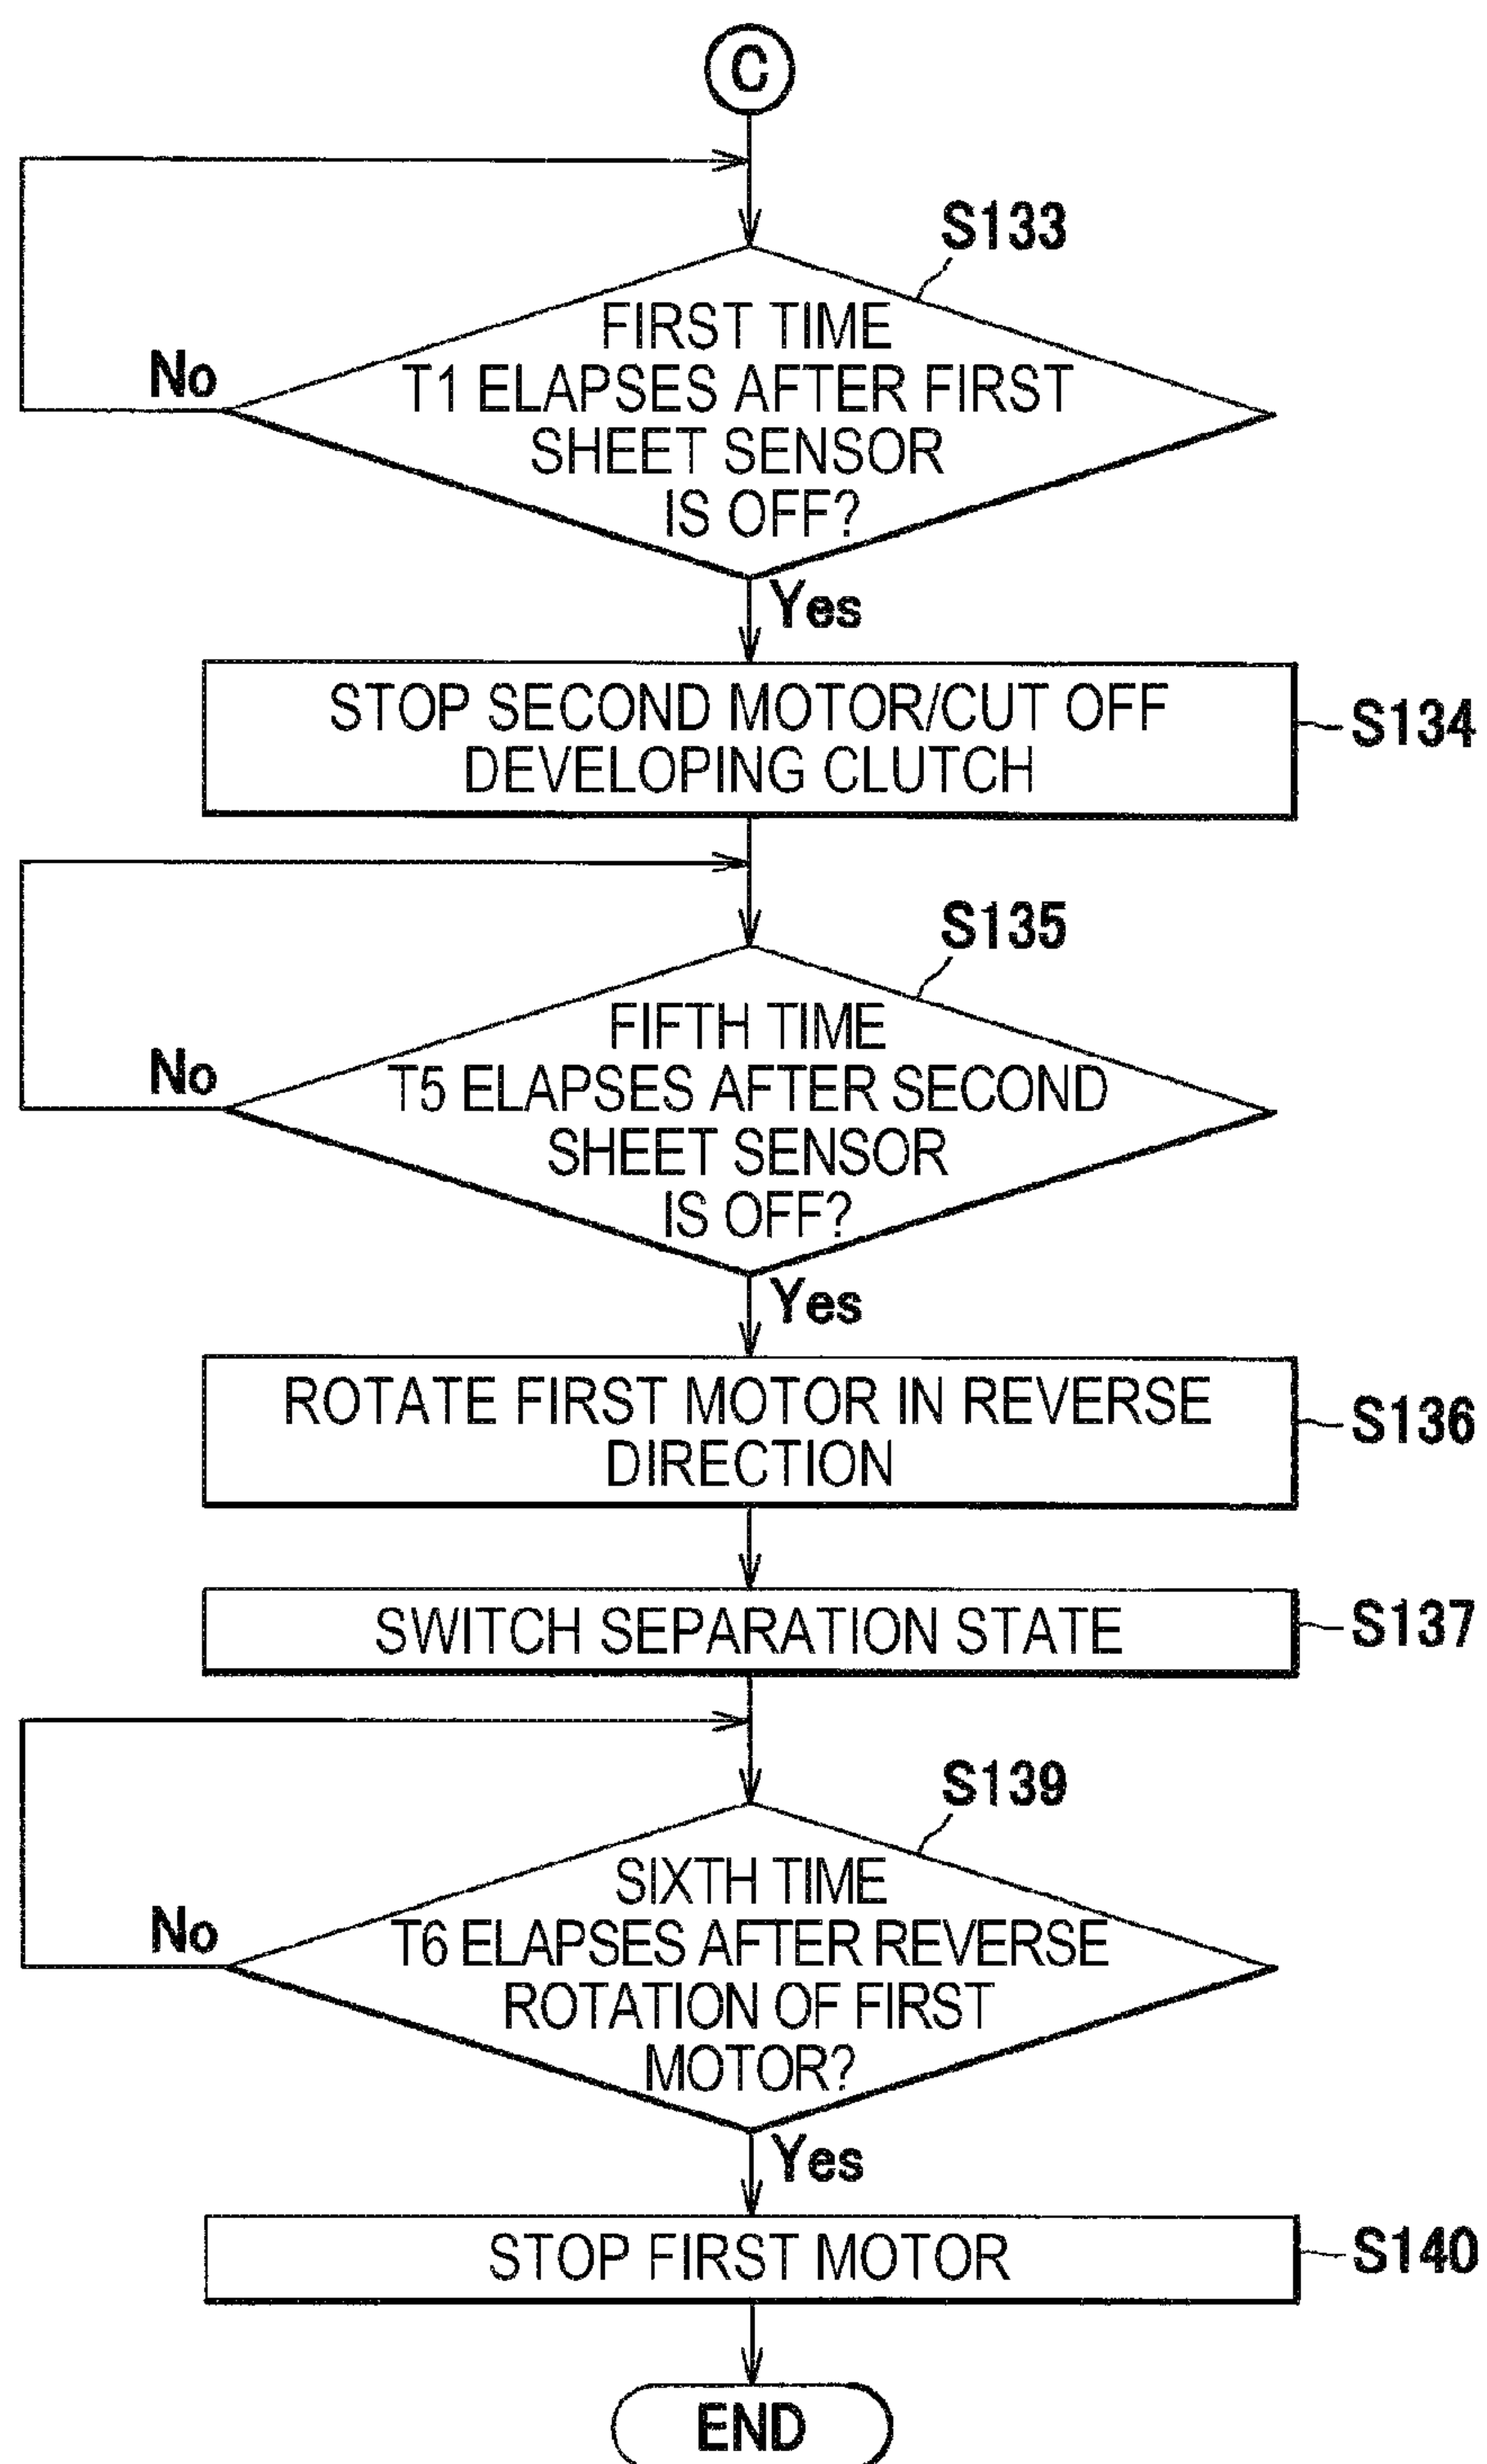 C
S133
FIRST TIME
T1 ELAPSES AFTER FIRST
SHEET SENSOR
IS OFF?
No
Yes
STOP SECOND MOTOR/CUT OFF
DEVELOPING CLUTCH
S134
S135
FIFTH TIME
T5 ELAPSES AFTER SECOND
SHEET SENSOR
IS OFF?
No
Yes
ROTATE FIRST MOTOR IN REVERSE
DIRECTION
S136
SWITCH SEPARATION STATE
S137
S139
SIXTH TIME
T6 ELAPSES AFTER REVERSE
ROTATION OF FIRST
MOTOR?
No
Yes
STOP FIRST MOTOR
S140
END